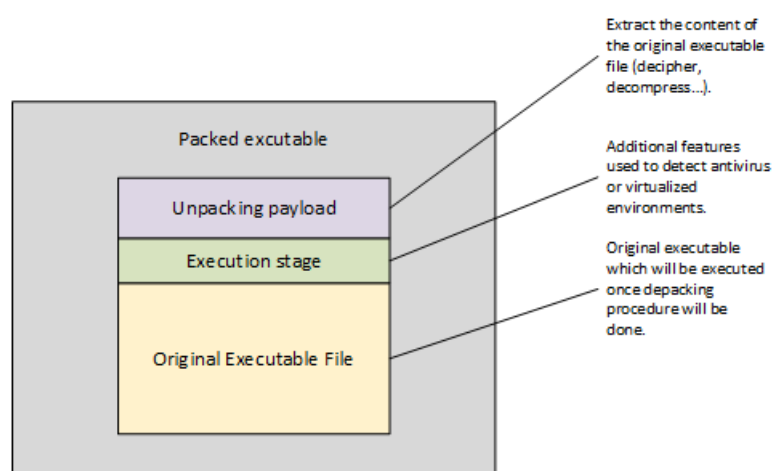 Extract the content of
the original executable
file (decipher,
decompress...).
Packed excutable
Additional features
used to detect antivirus
or virtualized
environments.
Unpacking payload
Execution stage
Original executable
which will be executed
once depacking
procedure will be
done.
Original Executable File